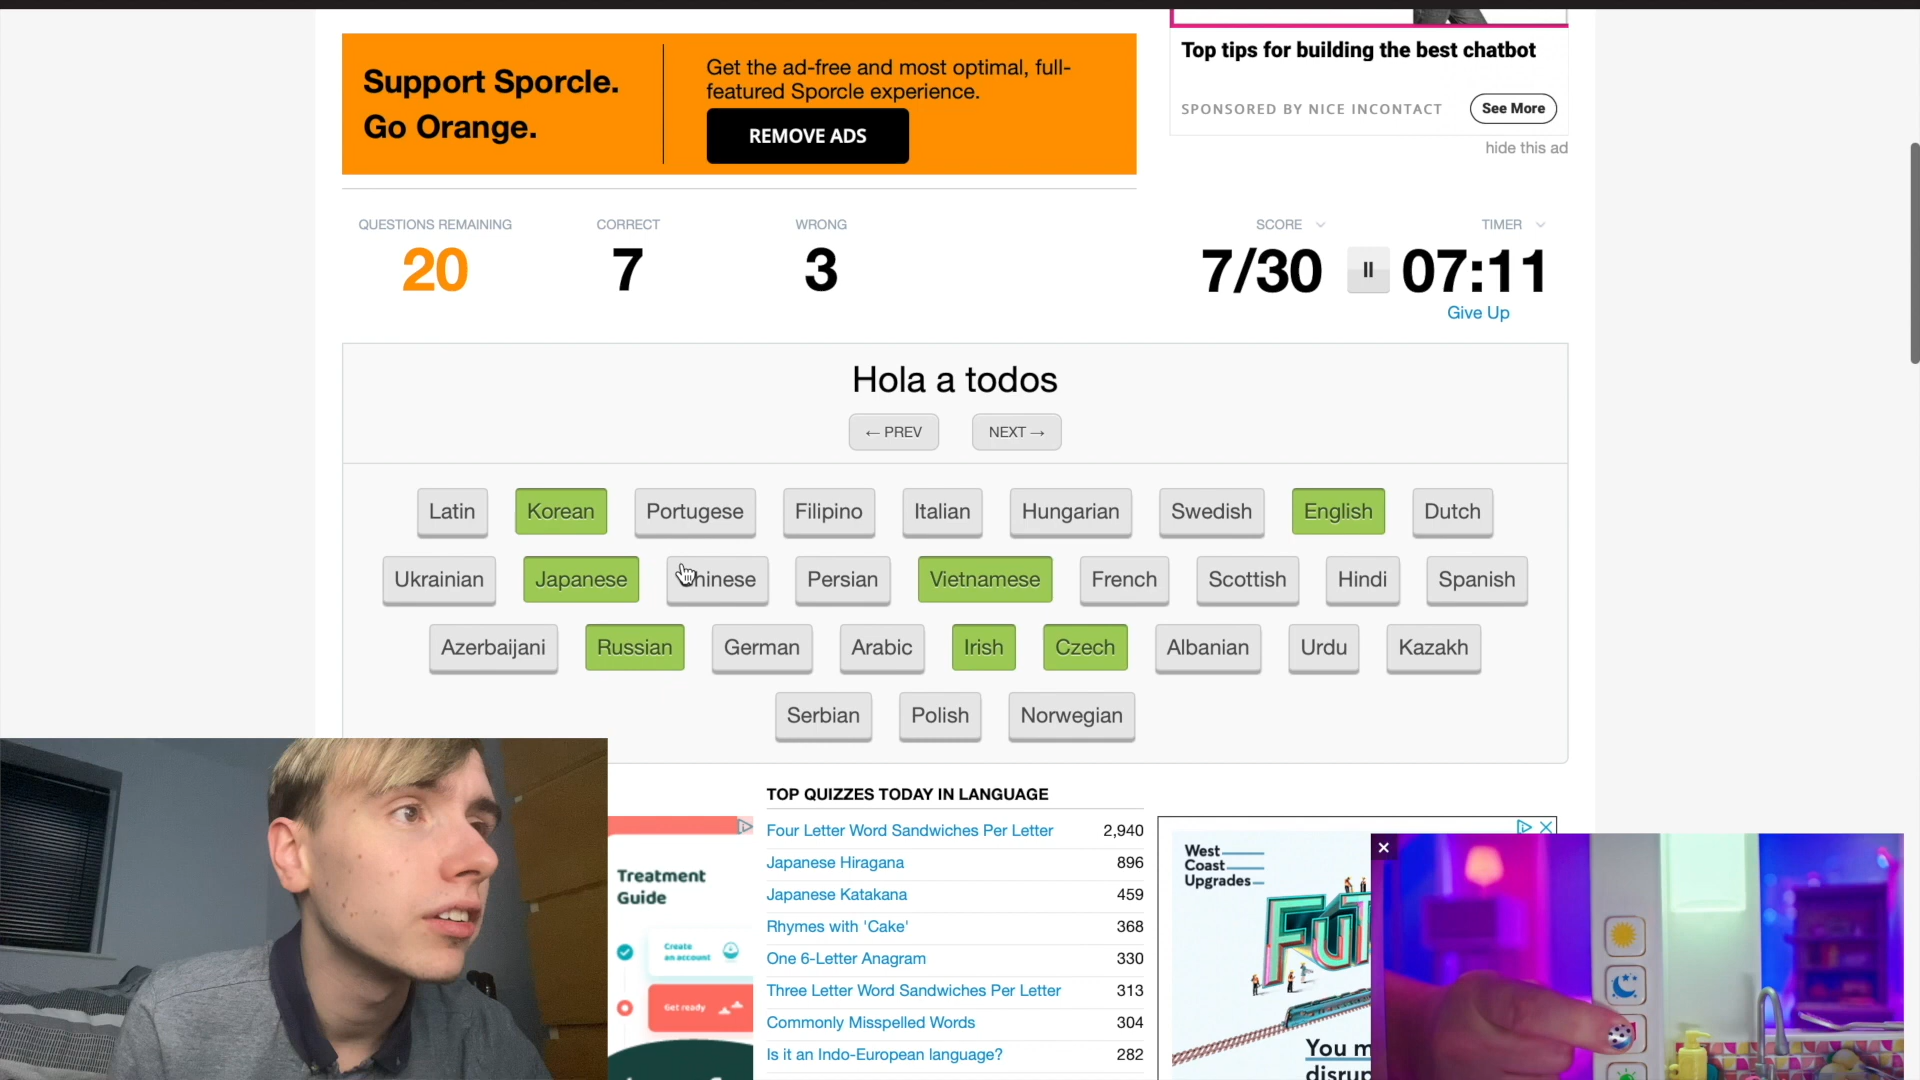 Support Sporcle.
Go Orange.
Get the ad-free and most optimal, full-
featured Sporcle experience.
REMOVE ADS
Top tips for building the best chatbot
SPONSORED BY NICE INCONTACT
See More
hide this ad
QUESTIONS REMAINING
20
CORRECT
7
WRONG
3
SCORE
7/30
TIMER
07:11
Give Up
Hola a todos
← PREV
NEXT →
Latin Korean Portugese Filipino Italian Hungarian Swedish English Dutch
Ukrainian Japanese Chinese Persian Vietnamese French Scottish Hindi Spanish
Azerbaijani Russian German Arabic Irish Czech Albanian Urdu Kazakh
Serbian Polish Norwegian
TOP QUIZZES TODAY IN LANGUAGE
Four Letter Word Sandwiches Per Letter 2,940
Japanese Hiragana 896
Japanese Katakana 459
Rhymes with 'Cake' 368
One 6-Letter Anagram 330
Three Letter Word Sandwiches Per Letter 313
Commonly Misspelled Words 304
Is it an Indo-European language? 282
Treatment
Guide
Create
an account
Get ready
West
Coast
Upgrades
You